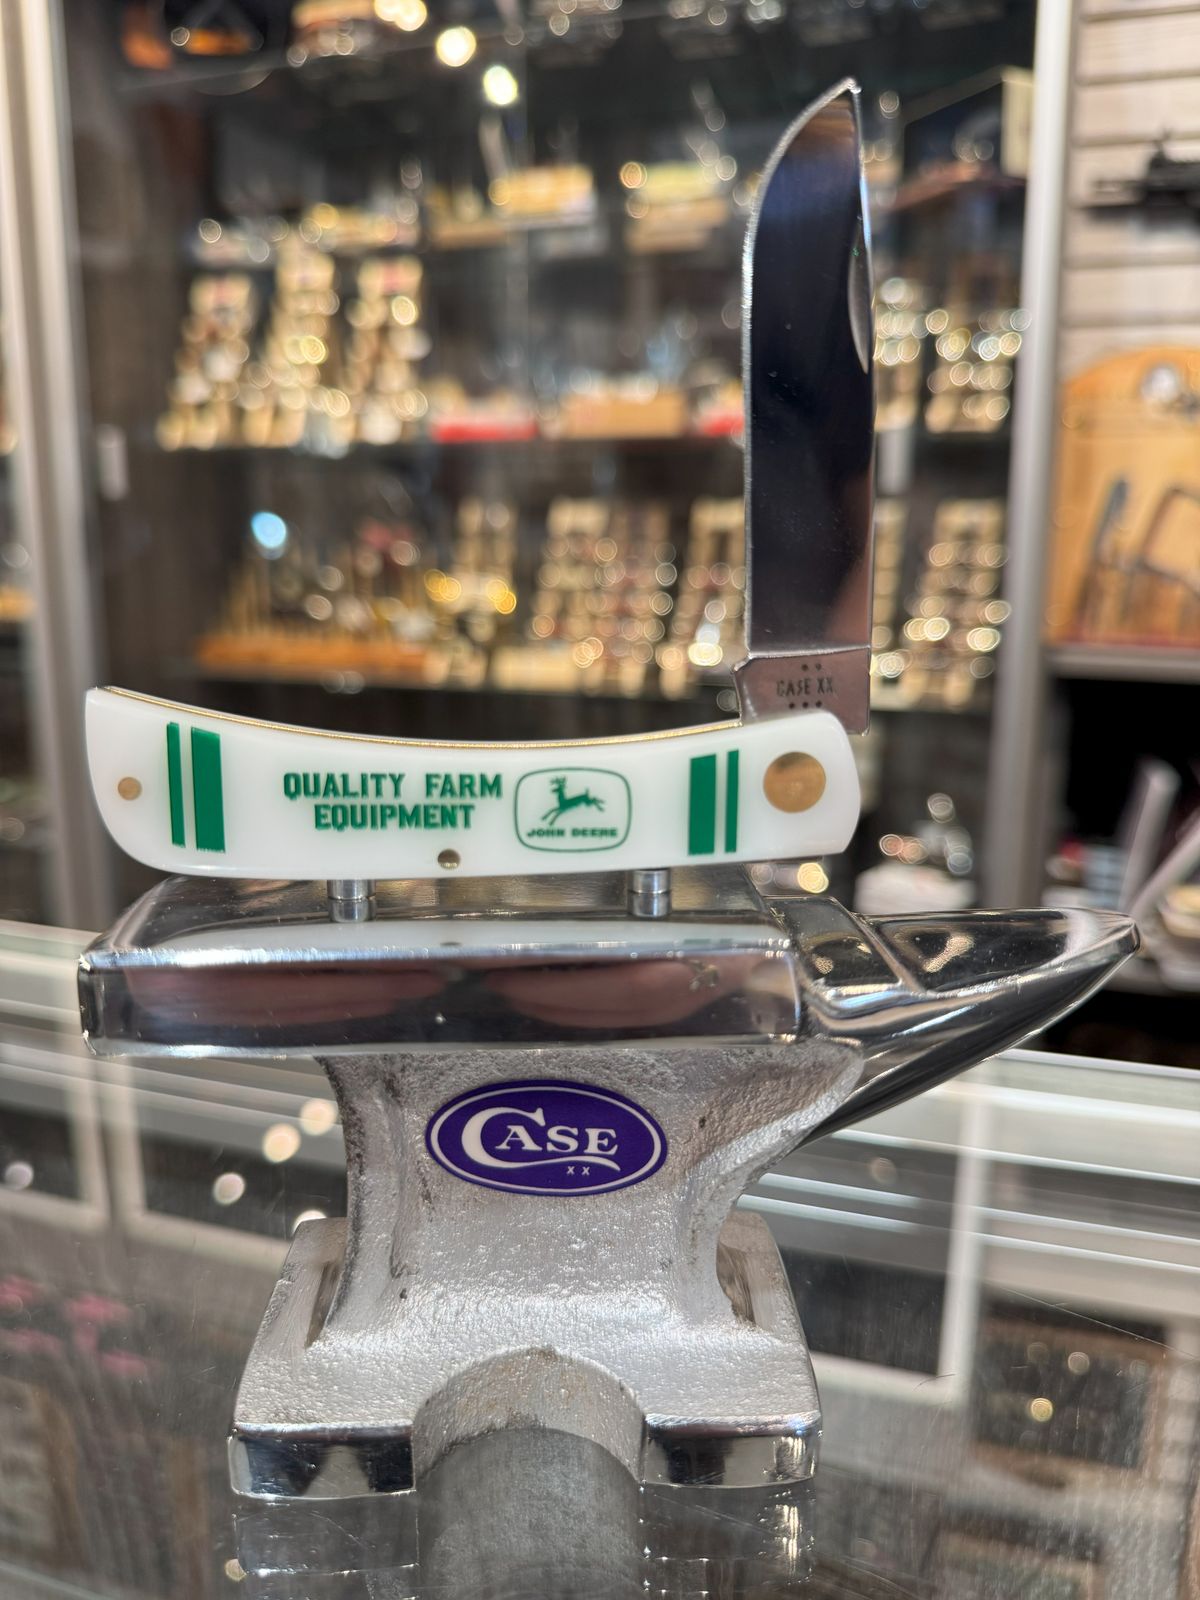 CASE XX
QUALITY FARM
EQUIPMENT
JOHN DEERE
CASE
XX